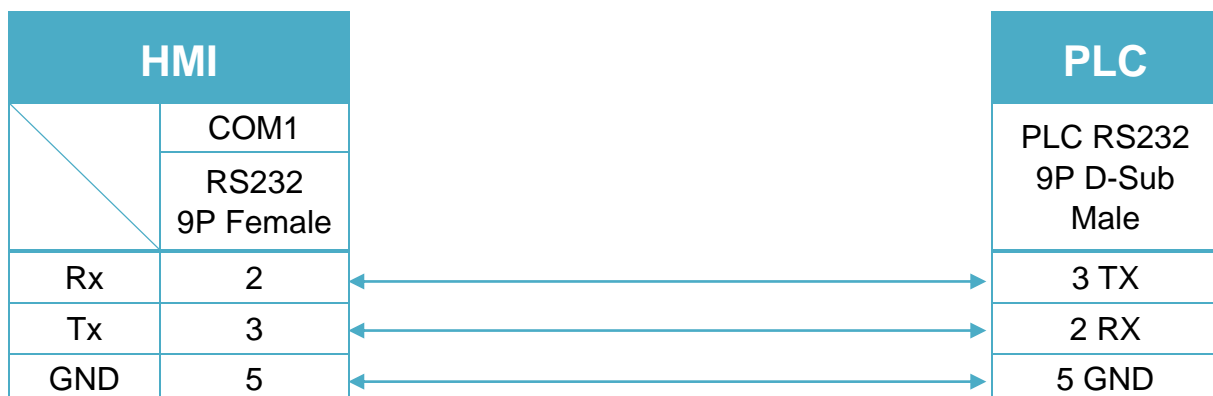 HMI
PLC
COM1
RS232
9P Female
PLC RS232
9P D-Sub
Male
Rx 2 3 TX
Tx 3 2 RX
GND 5 5 GND